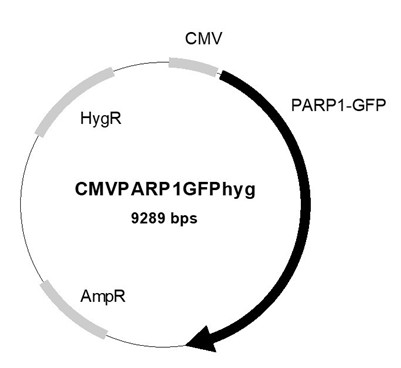 CMV
PARP1-GFP
HygR
CMVPARP1GFPhyg
9289 bps
AmpR